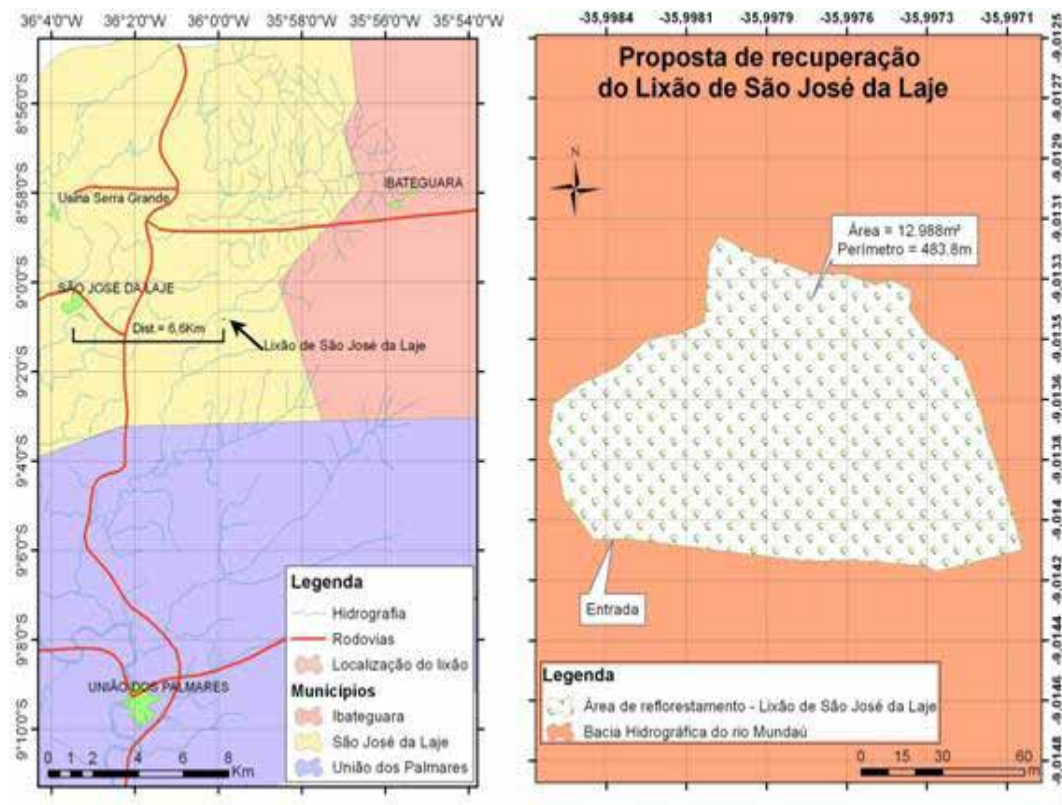 36°4'0"W 36°2'0"W 36°0'0"W 35°58'0"W 35°56'0"W 35°54'0"W
8°56'0"S
8°58'0"S
9°0'0"S
9°2'0"S
9°4'0"S
9°6'0"S
9°8'0"S
9°10'0"S
IBATEGUARA
Usina Serra Grande
SÃO JOSÉ DA LAJE
Dist.= 6,6Km
Lixão de São José da Laje
UNIÃO DOS PALMARES
Legenda
Hidrografia
Rodovias
Localização do lixão
Municípios
Ibateguara
São José da Laje
União dos Palmares
0 1 2 4 6 8
Km
-35,9984 -35,9981 -35,9979 -35,9976 -35,9973 -35,9971
Proposta de recuperação
do Lixão de São José da Laje
N
Área = 12.988m²
Perímetro = 483,8m
Entrada
Legenda
Área de reflorestamento - Lixão de São José da Laje
Bacia Hidrográfica do rio Mundaú
0 15 30 60
m
-9,0125
-9,0127
-9,0129
-9,0131
-9,0133
-9,0135
-9,0136
-9,0138
-9,014
-9,0142
-9,0144
-9,0146
-9,0148